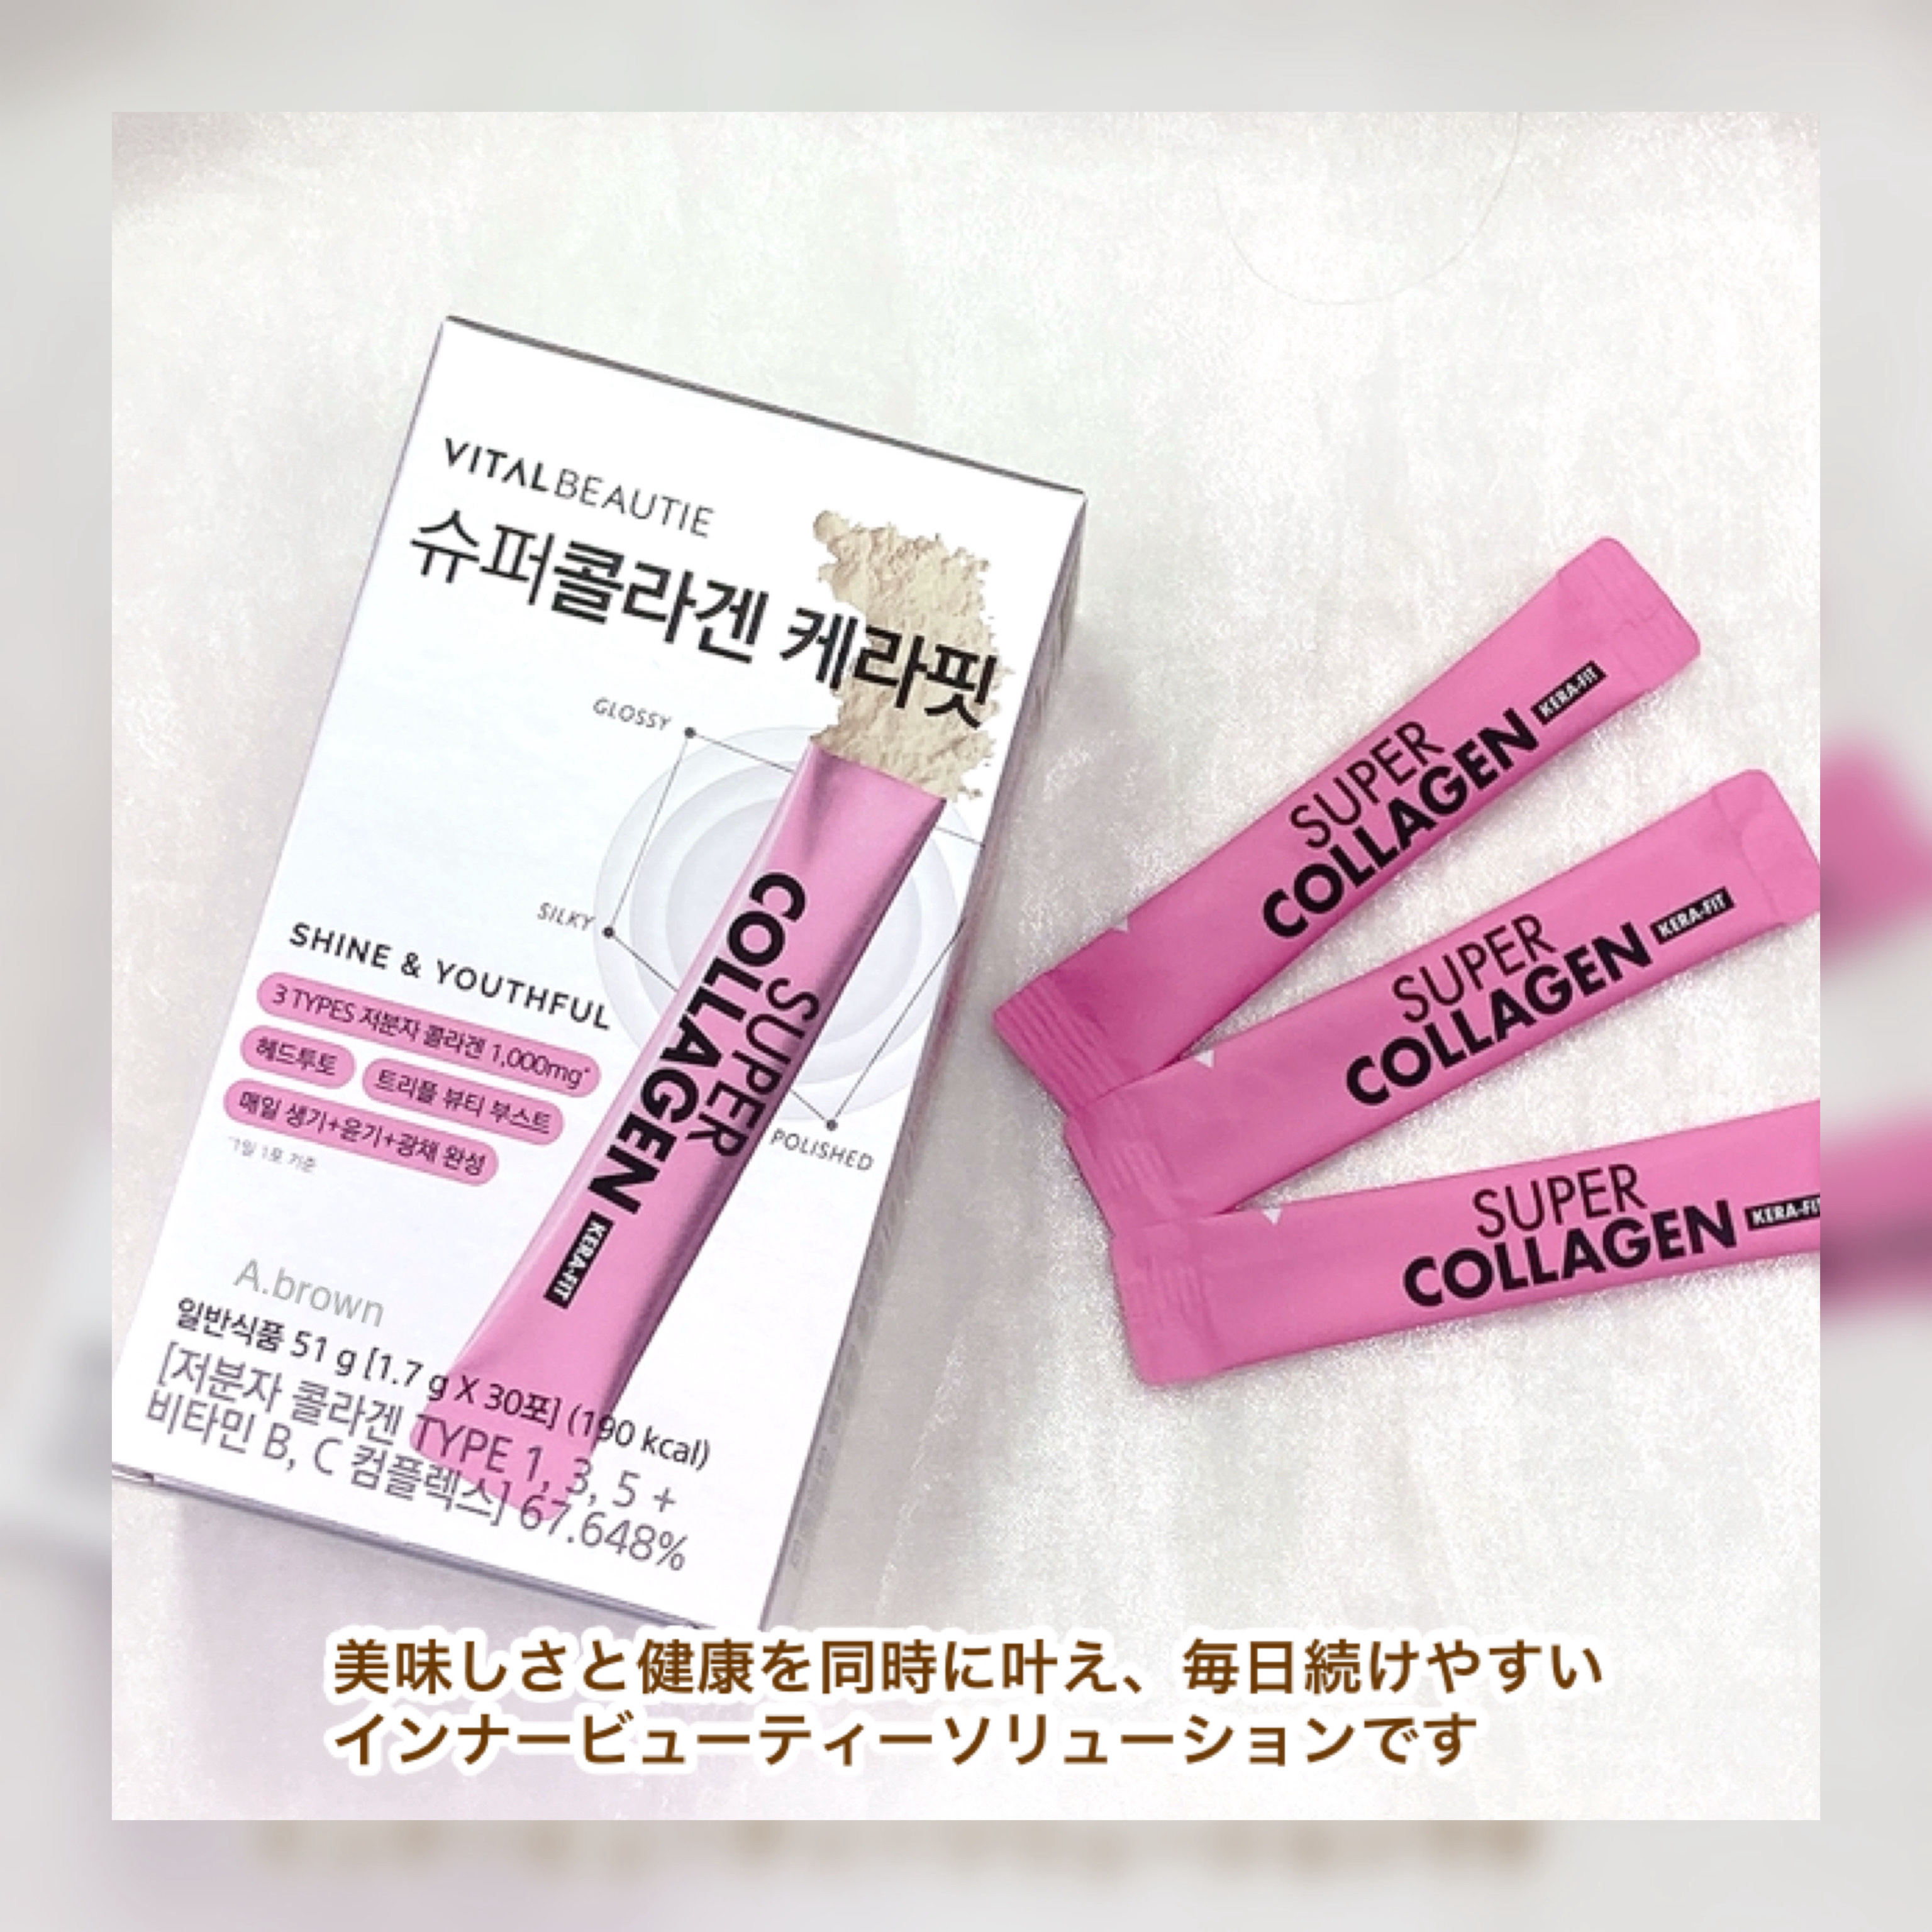 VITALBEAUTIE
슈퍼콜라겐 케라핏
GLOSSY
SILKY
POLISHED
SHINE & YOUTHFUL
3 TYPES 저분자 콜라겐 1,000mg*
헤드투토
트리플 뷰티 부스트
매일 생기+윤기+광채 완성
*1일 1포 기준
SUPER
COLLAGEN
KERA-FIT
A.brown
일반식품 51 g [1.7 g X 30포] (190 kcal)
[저분자 콜라겐 TYPE 1, 3, 5 +
비타민 B, C 컴플렉스] 67.648%
SUPER
COLLAGEN KERA-FIT
SUPER
COLLAGEN KERA-FIT
SUPER
COLLAGEN KERA-FI
美味しさと健康を同時に叶え、毎日続けやすい
インナービューティーソリューションです